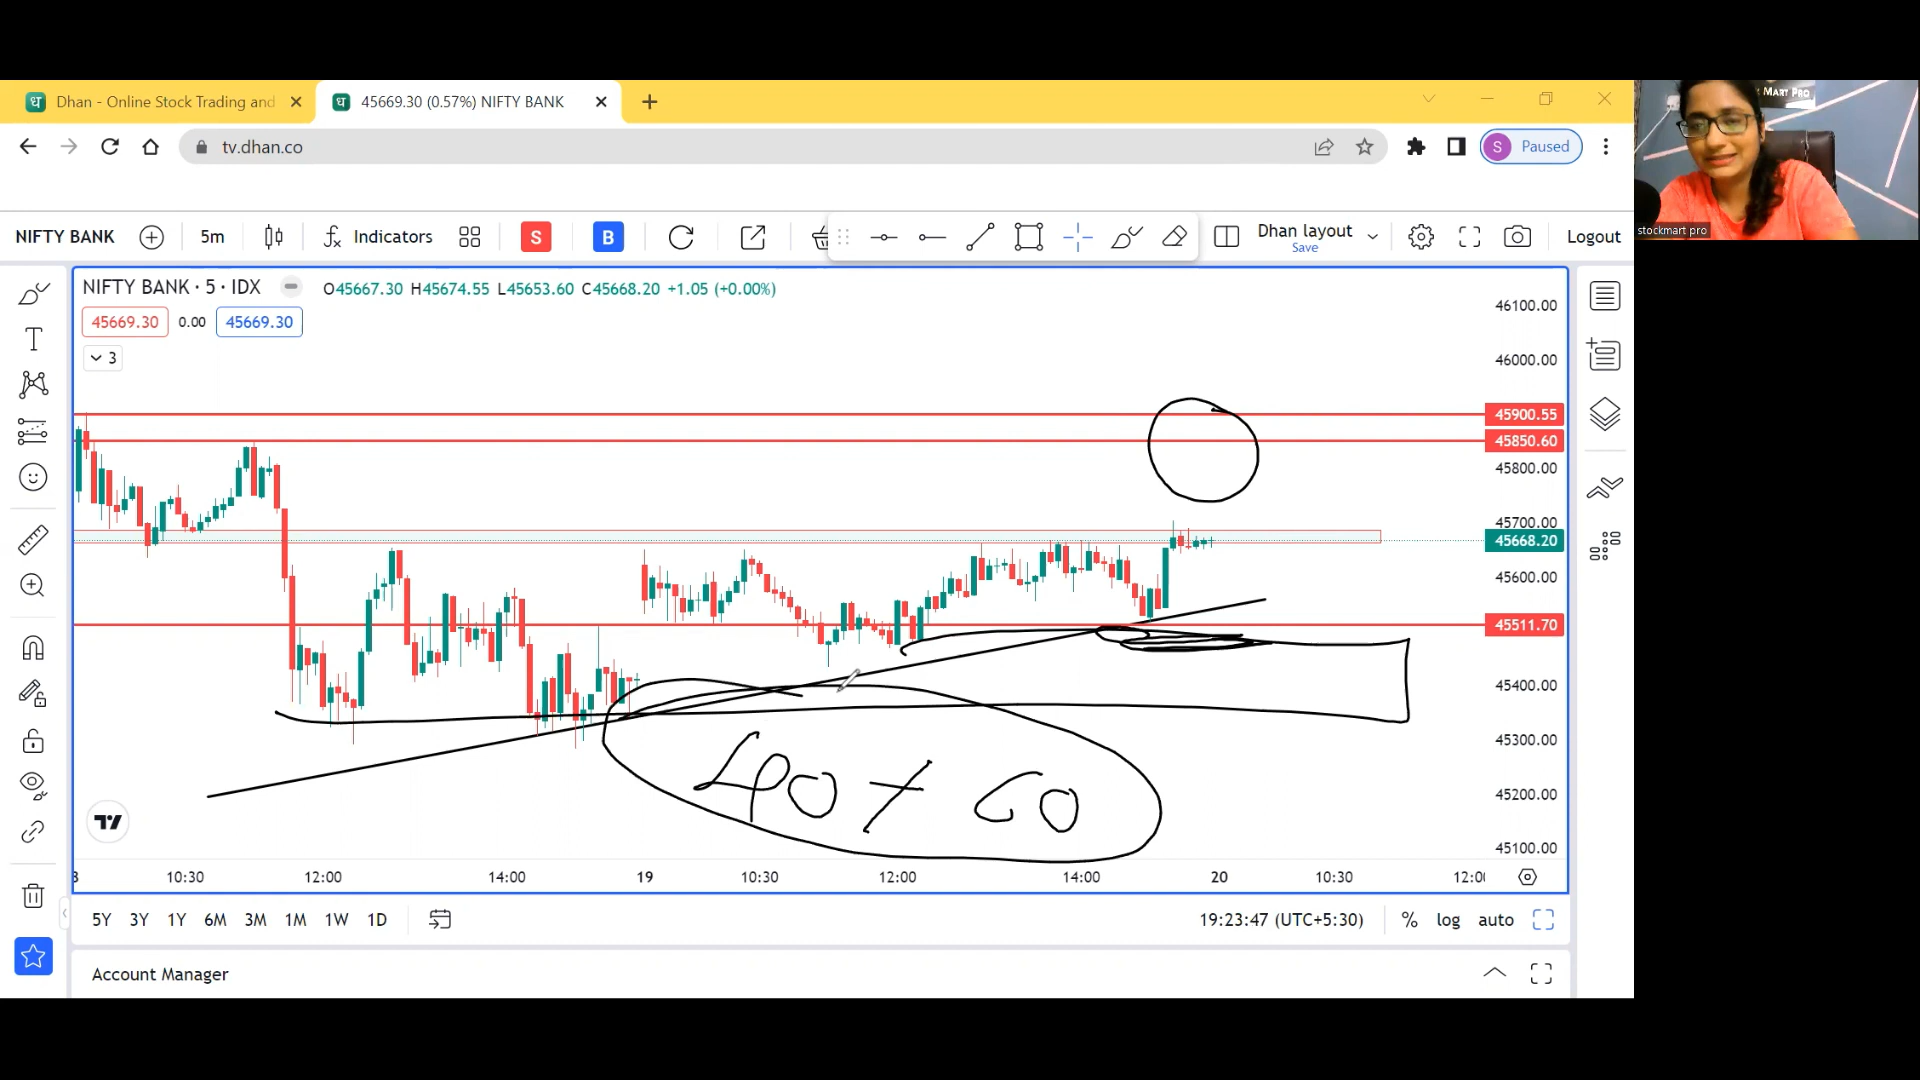 Dhan - Online Stock Trading and
45669.30 (0.57%) NIFTY BANK
tv.dhan.co
S Paused
MART PRO
stockmart pro
NIFTY BANK 5m Indicators S B Dhan layout Save Logout
NIFTY BANK · 5 · IDX O45667.30 H45674.55 L45653.60 C45668.20 +1.05 (+0.00%)
45669.30 0.00 45669.30
3
46100.00
46000.00
45900.55
45850.60
45800.00
45700.00
45668.20
45600.00
45511.70
45400.00
45300.00
45200.00
45100.00
10:30 12:00 14:00 19 10:30 12:00 14:00 20 10:30
5Y 3Y 1Y 6M 3M 1M 1W 1D 19:23:47 (UTC+5:30) % log auto
Account Manager